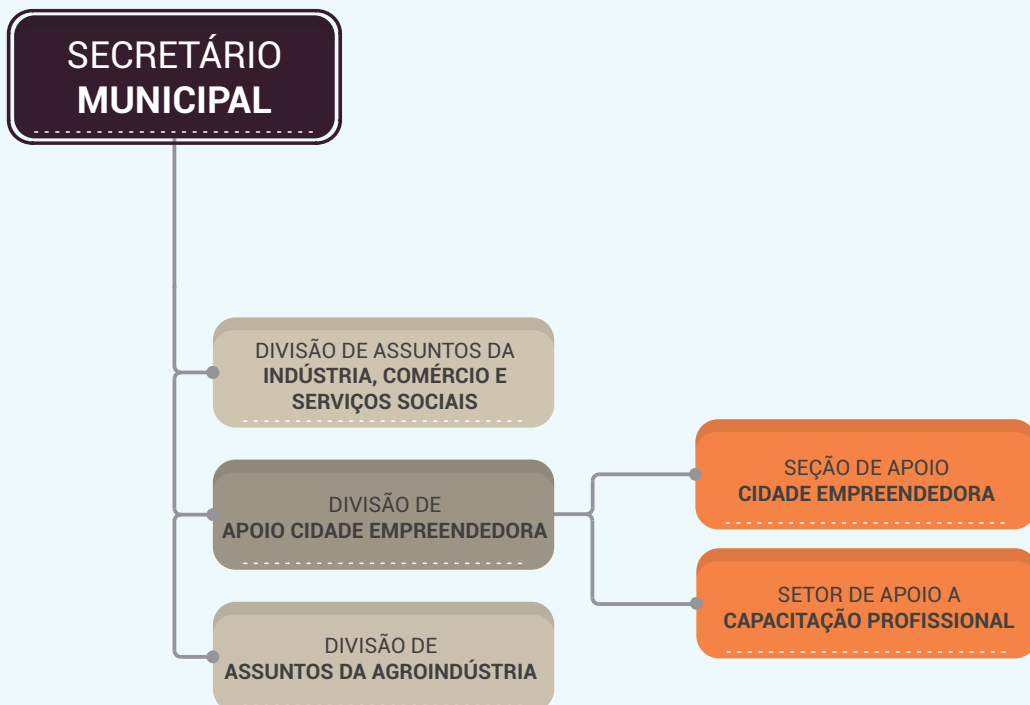 SECRETÁRIO
MUNICIPAL
DIVISÃO DE ASSUNTOS DA
INDÚSTRIA, COMÉRCIO E
SERVIÇOS SOCIAIS
DIVISÃO DE
APOIO CIDADE EMPREENDEDORA
SEÇÃO DE APOIO
CIDADE EMPREENDEDORA
SETOR DE APOIO A
CAPACITAÇÃO PROFISSIONAL
DIVISÃO DE
ASSUNTOS DA AGROINDÚSTRIA